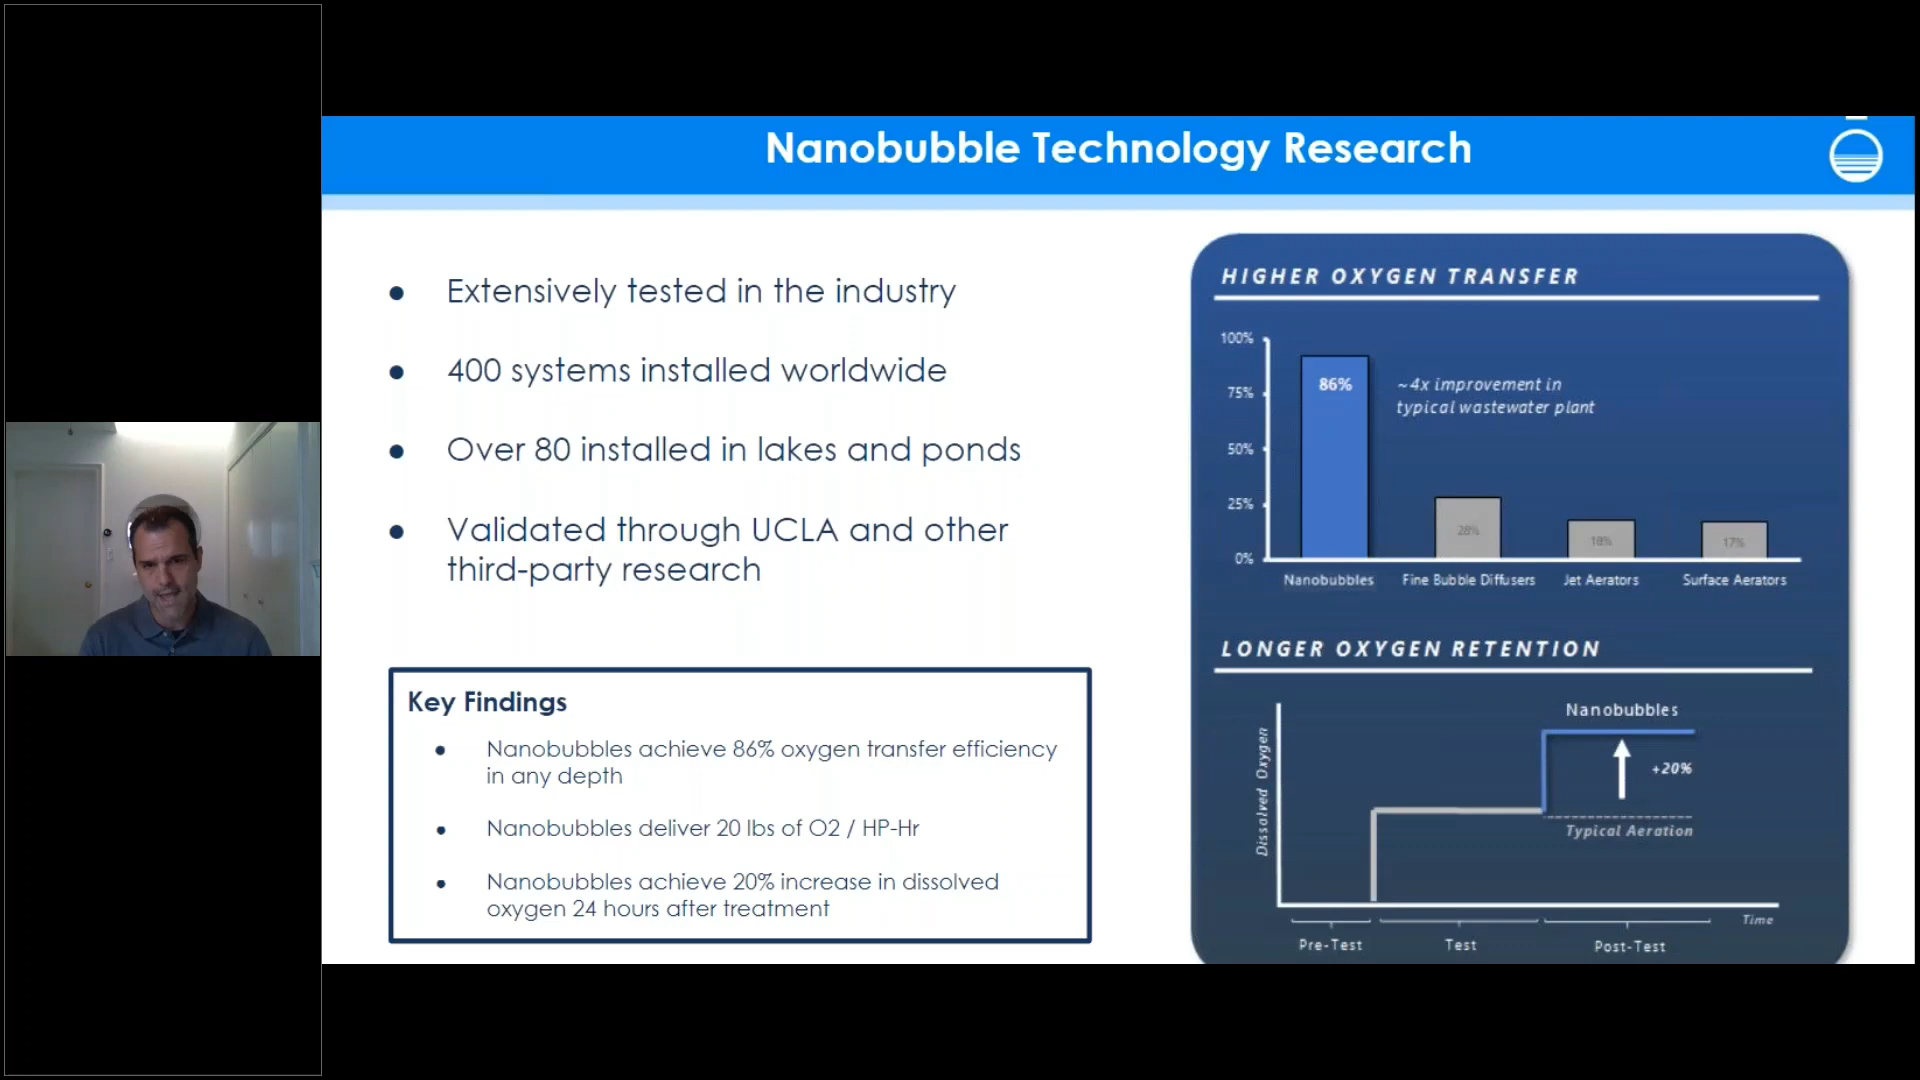 Nanobubble Technology Research
● Extensively tested in the industry
● 400 systems installed worldwide
● Over 80 installed in lakes and ponds
● Validated through UCLA and other
third-party research
Key Findings
● Nanobubbles achieve 86% oxygen transfer efficiency
in any depth
● Nanobubbles deliver 20 lbs of O2 / HP-Hr
● Nanobubbles achieve 20% increase in dissolved
oxygen 24 hours after treatment
HIGHER OXYGEN TRANSFER
100%
75%
50%
25%
0%
86%
~4x improvement in
typical wastewater plant
28%
18%
17%
Nanobubbles
Fine Bubble Diffusers
Jet Aerators
Surface Aerators
LONGER OXYGEN RETENTION
Dissolved Oxygen
Nanobubbles
+20%
Typical Aeration
Time
Pre-Test
Test
Post-Test